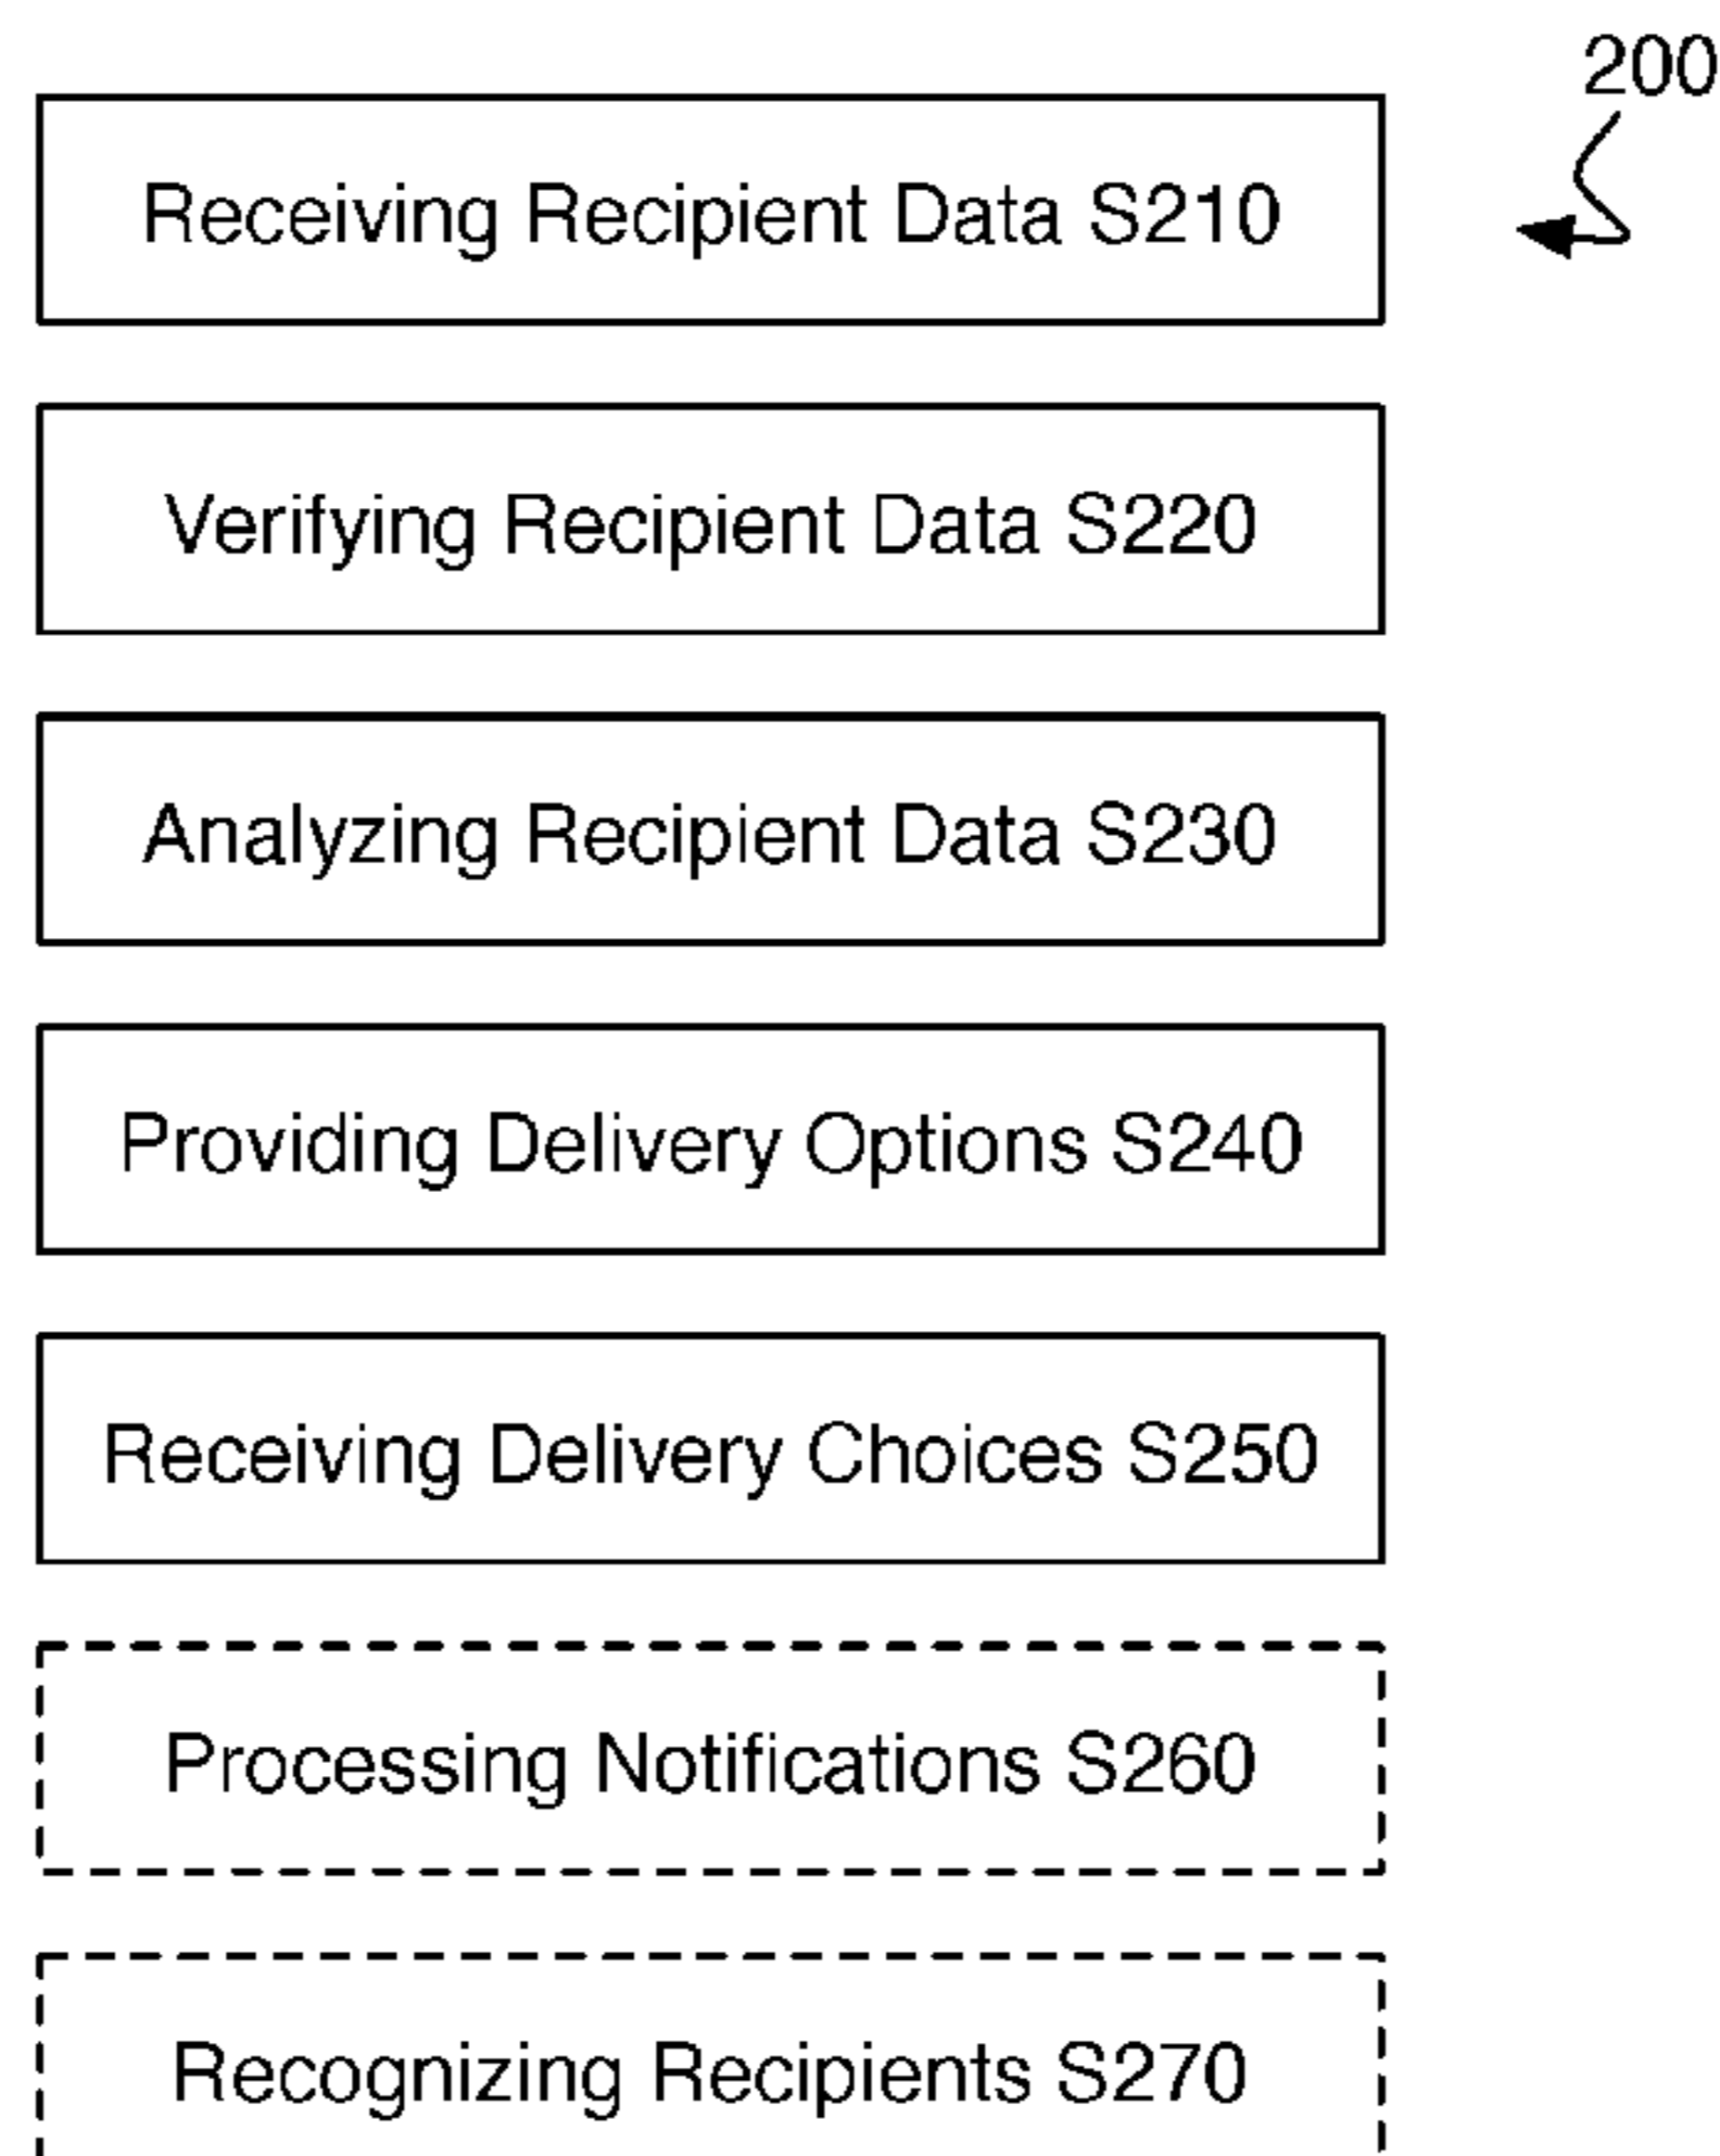 200
Receiving Recipient Data S210
Verifying Recipient Data S220
Analyzing Recipient Data S230
Providing Delivery Options S240
Receiving Delivery Choices S250
Processing Notifications S260
Recognizing Recipients S270